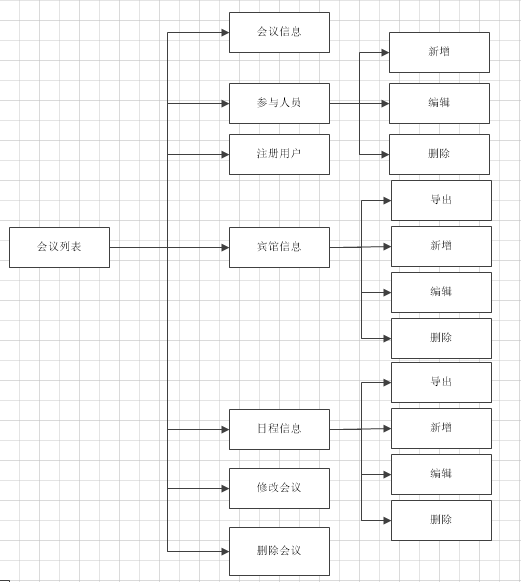 会议列表
会议信息
参与人员
新增
编辑
删除
注册用户
宾馆信息
导出
新增
编辑
删除
日程信息
导出
新增
编辑
删除
修改会议
删除会议